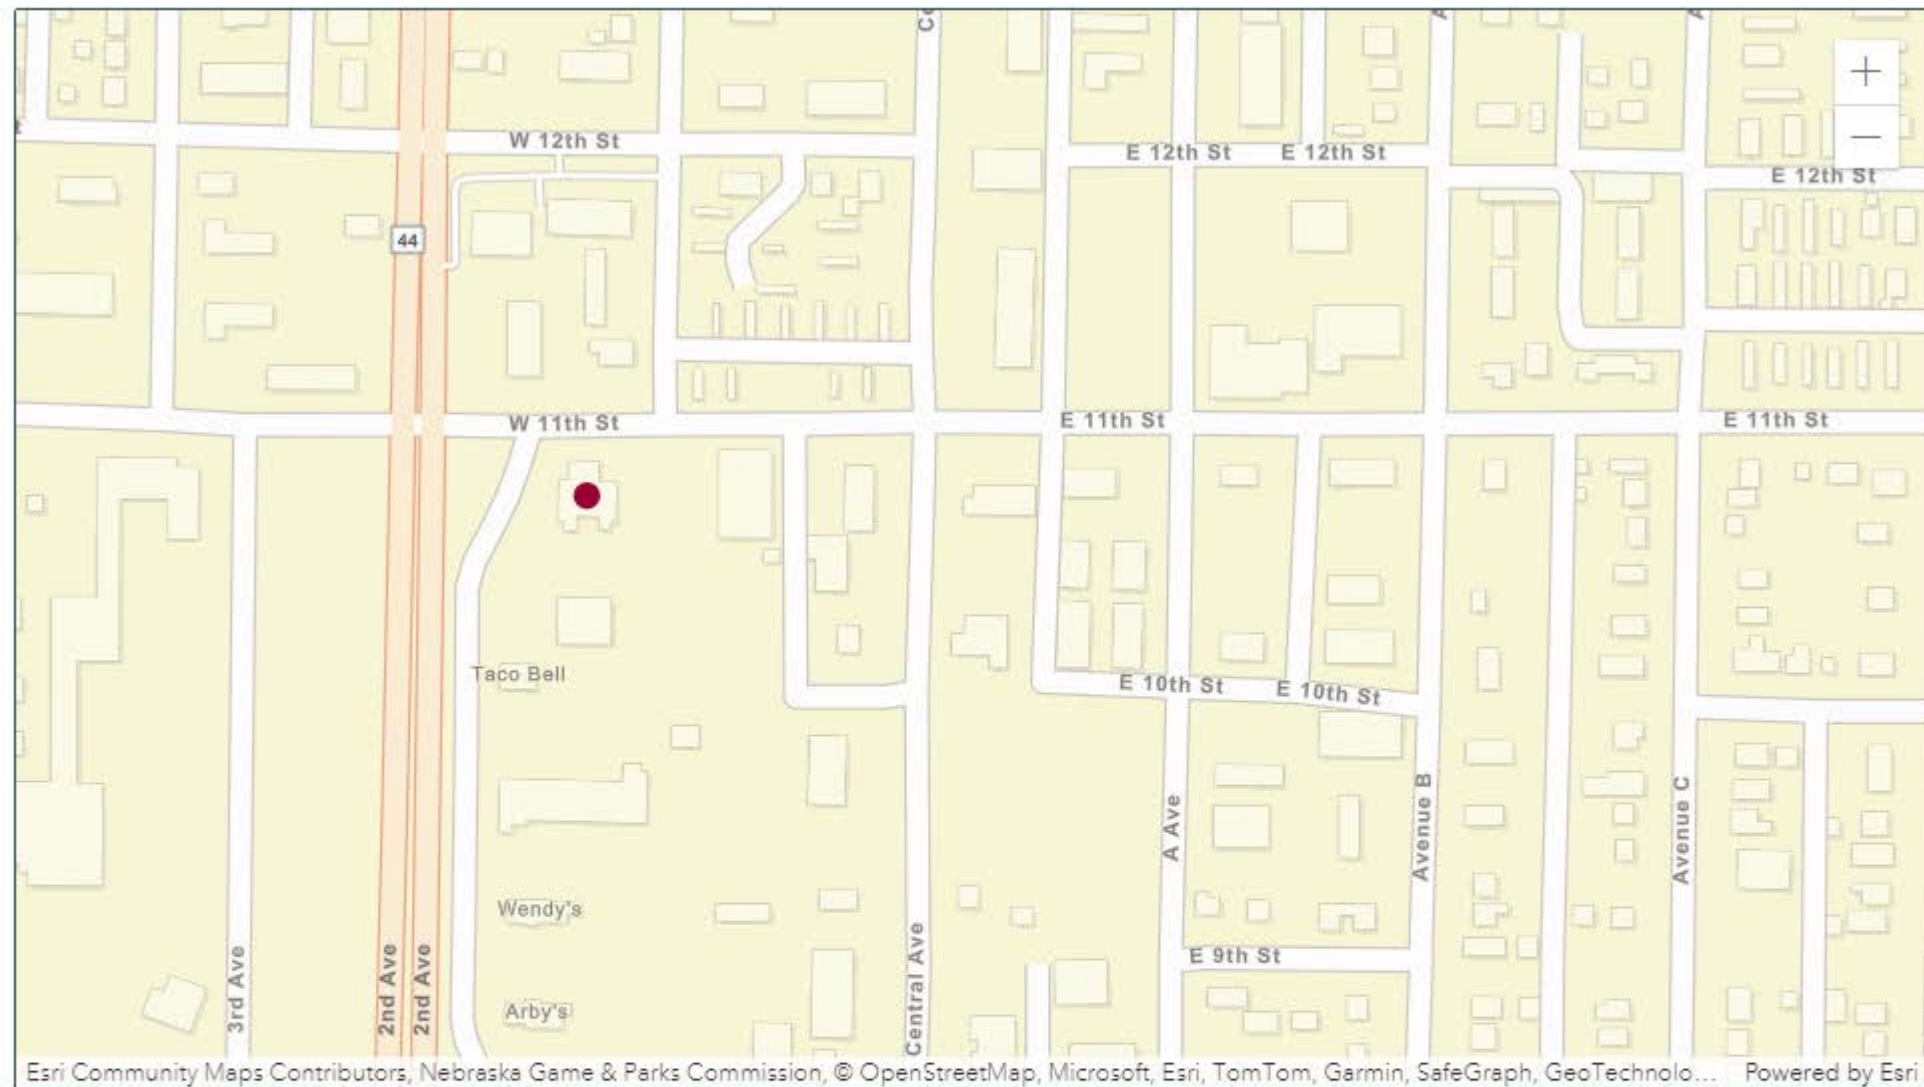 Co
W 12th St
E 12th St
E 12th St
E 12th St
44
W 11th St
E 11th St
E 11th St
Taco Bell
E 10th St
E 10th St
Avenue B
Avenue C
A Ave
Wendy's
3rd Ave
2nd Ave
2nd Ave
Central Ave
E 9th St
Arby's
Esri Community Maps Contributors, Nebraska Game & Parks Commission, © OpenStreetMap, Microsoft, Esri, TomTom, Garmin, SafeGraph, GeoTechnolo... Powered by Esri